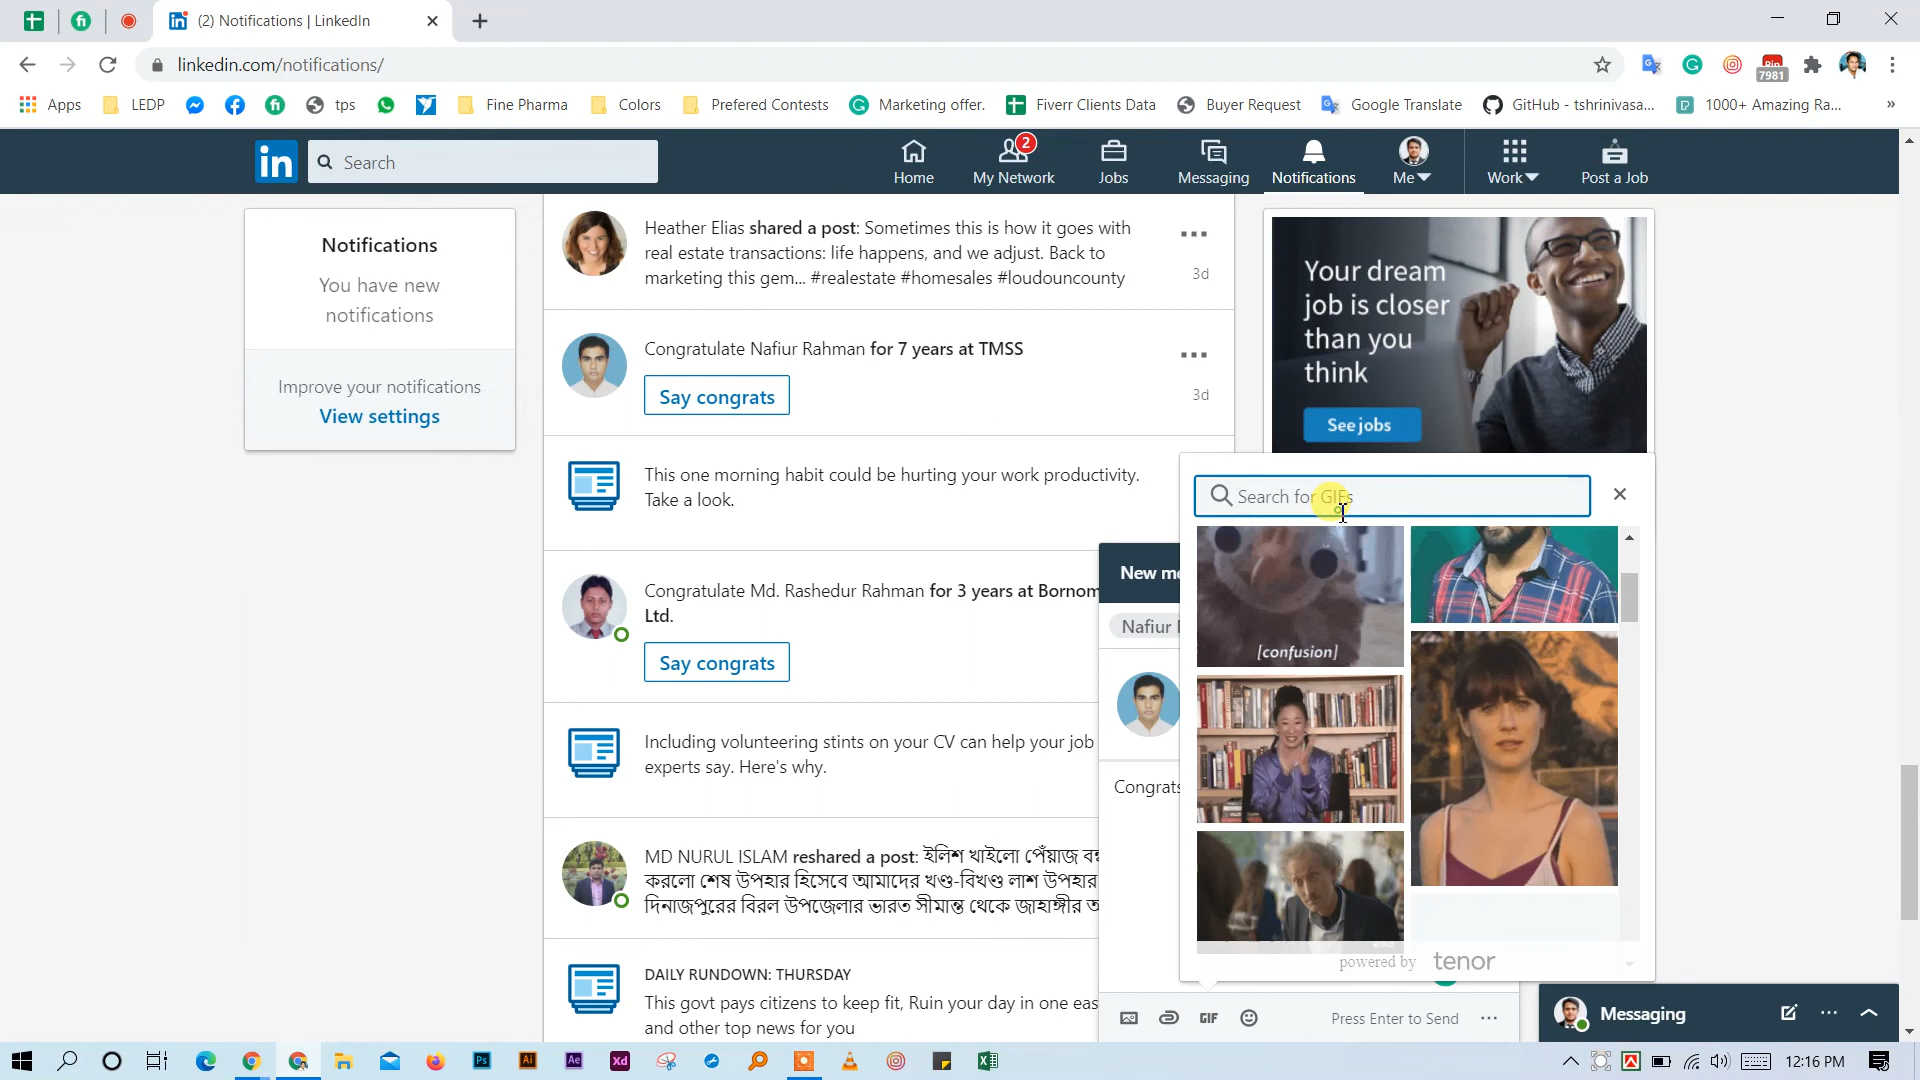 (2) Notifications | LinkedIn
linkedin.com/notifications/
7981
Apps
LEDP
tps
Fine Pharma
Colors
Prefered Contests
Marketing offer.
Fiverr Clients Data
Buyer Request
Google Translate
GitHub - tshrinivasa...
1000+ Amazing Ra...
in
Search
Home
2
My Network
Jobs
Messaging
Notifications
Me
Work
Post a Job
Notifications
You have new
notifications
Improve your notifications
View settings
Heather Elias shared a post: Sometimes this is how it goes with
real estate transactions: life happens, and we adjust. Back to
marketing this gem... #realestate #homesales #loudouncounty
3d
Congratulate Nafiur Rahman for 7 years at TMSS
Say congrats
3d
This one morning habit could be hurting your work productivity.
Take a look.
Congratulate Md. Rashedur Rahman for 3 years at Bornom
Ltd.
Say congrats
Including volunteering stints on your CV can help your job
experts say. Here's why.
MD NURUL ISLAM reshared a post: ইলিশ খাইলো পেঁয়াজ বন্ধ
করলো শেষ উপহার হিসেবে আমাদের খণ্ড-বিখণ্ড লাশ উপহার
দিনাজপুরের বিরল উপজেলার ভারত সীমান্ত থেকে জাহাঙ্গীর
DAILY RUNDOWN: THURSDAY
This govt pays citizens to keep fit, Ruin your day in one eas
and other top news for you
Your dream
job is closer
than you
think
See jobs
Search for GIFs
[confusion]
powered by tenor
New me
Nafiur
Congrats
GIF
Press Enter to Send
Messaging
Ps
Ai
Ae
Xd
12:16 PM